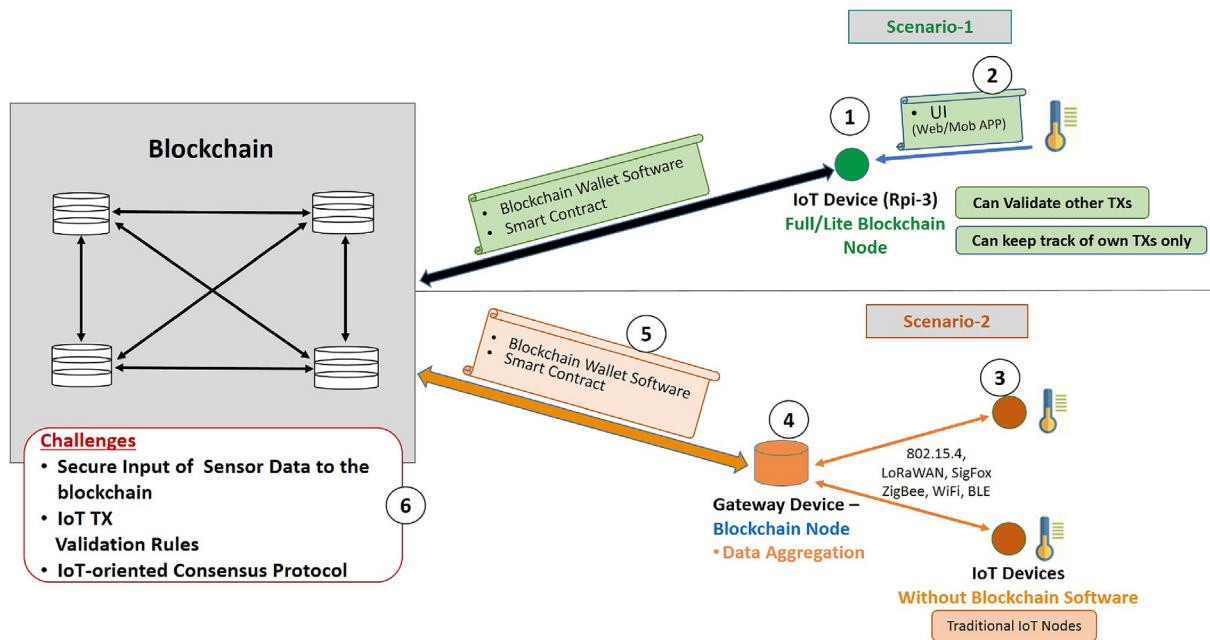 Scenario-1
2
• UI
(Web/Mob APP)
1
Blockchain
• Blockchain Wallet Software
• Smart Contract
IoT Device (Rpi-3)
Full/Lite Blockchain
Node
Can Validate other TXs
Can keep track of own TXs only
Scenario-2
5
• Blockchain Wallet Software
• Smart Contract
3
4
802.15.4,
LoRaWAN, SigFox
ZigBee, WiFi, BLE
Gateway Device –
Blockchain Node
• Data Aggregation
IoT Devices
Without Blockchain Software
Traditional IoT Nodes
Challenges
• Secure Input of Sensor Data to the
blockchain
• IoT TX
Validation Rules
• IoT-oriented Consensus Protocol
6